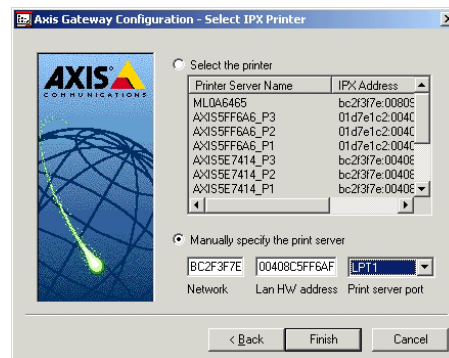 Axis Gateway Configuration - Select IPX Printer
AXIS
COMMUNICATIONS
Select the printer
Printer Server Name IPX Address
ML0A6465 bc2f3f7e:00809
AXIS5FF6A6_P3 01d7e1c2:0040
AXIS5FF6A6_P2 01d7e1c2:0040
AXIS5FF6A6_P1 01d7e1c2:0040
AXIS5E7414_P3 bc2f3f7e:00408
AXIS5E7414_P2 bc2f3f7e:00408
AXIS5E7414_P1 bc2f3f7e:00408
Manually specify the print server
BC2F3F7E 00408C5FF6AF LPT1
Network Lan HW address Print server port
< Back Finish Cancel